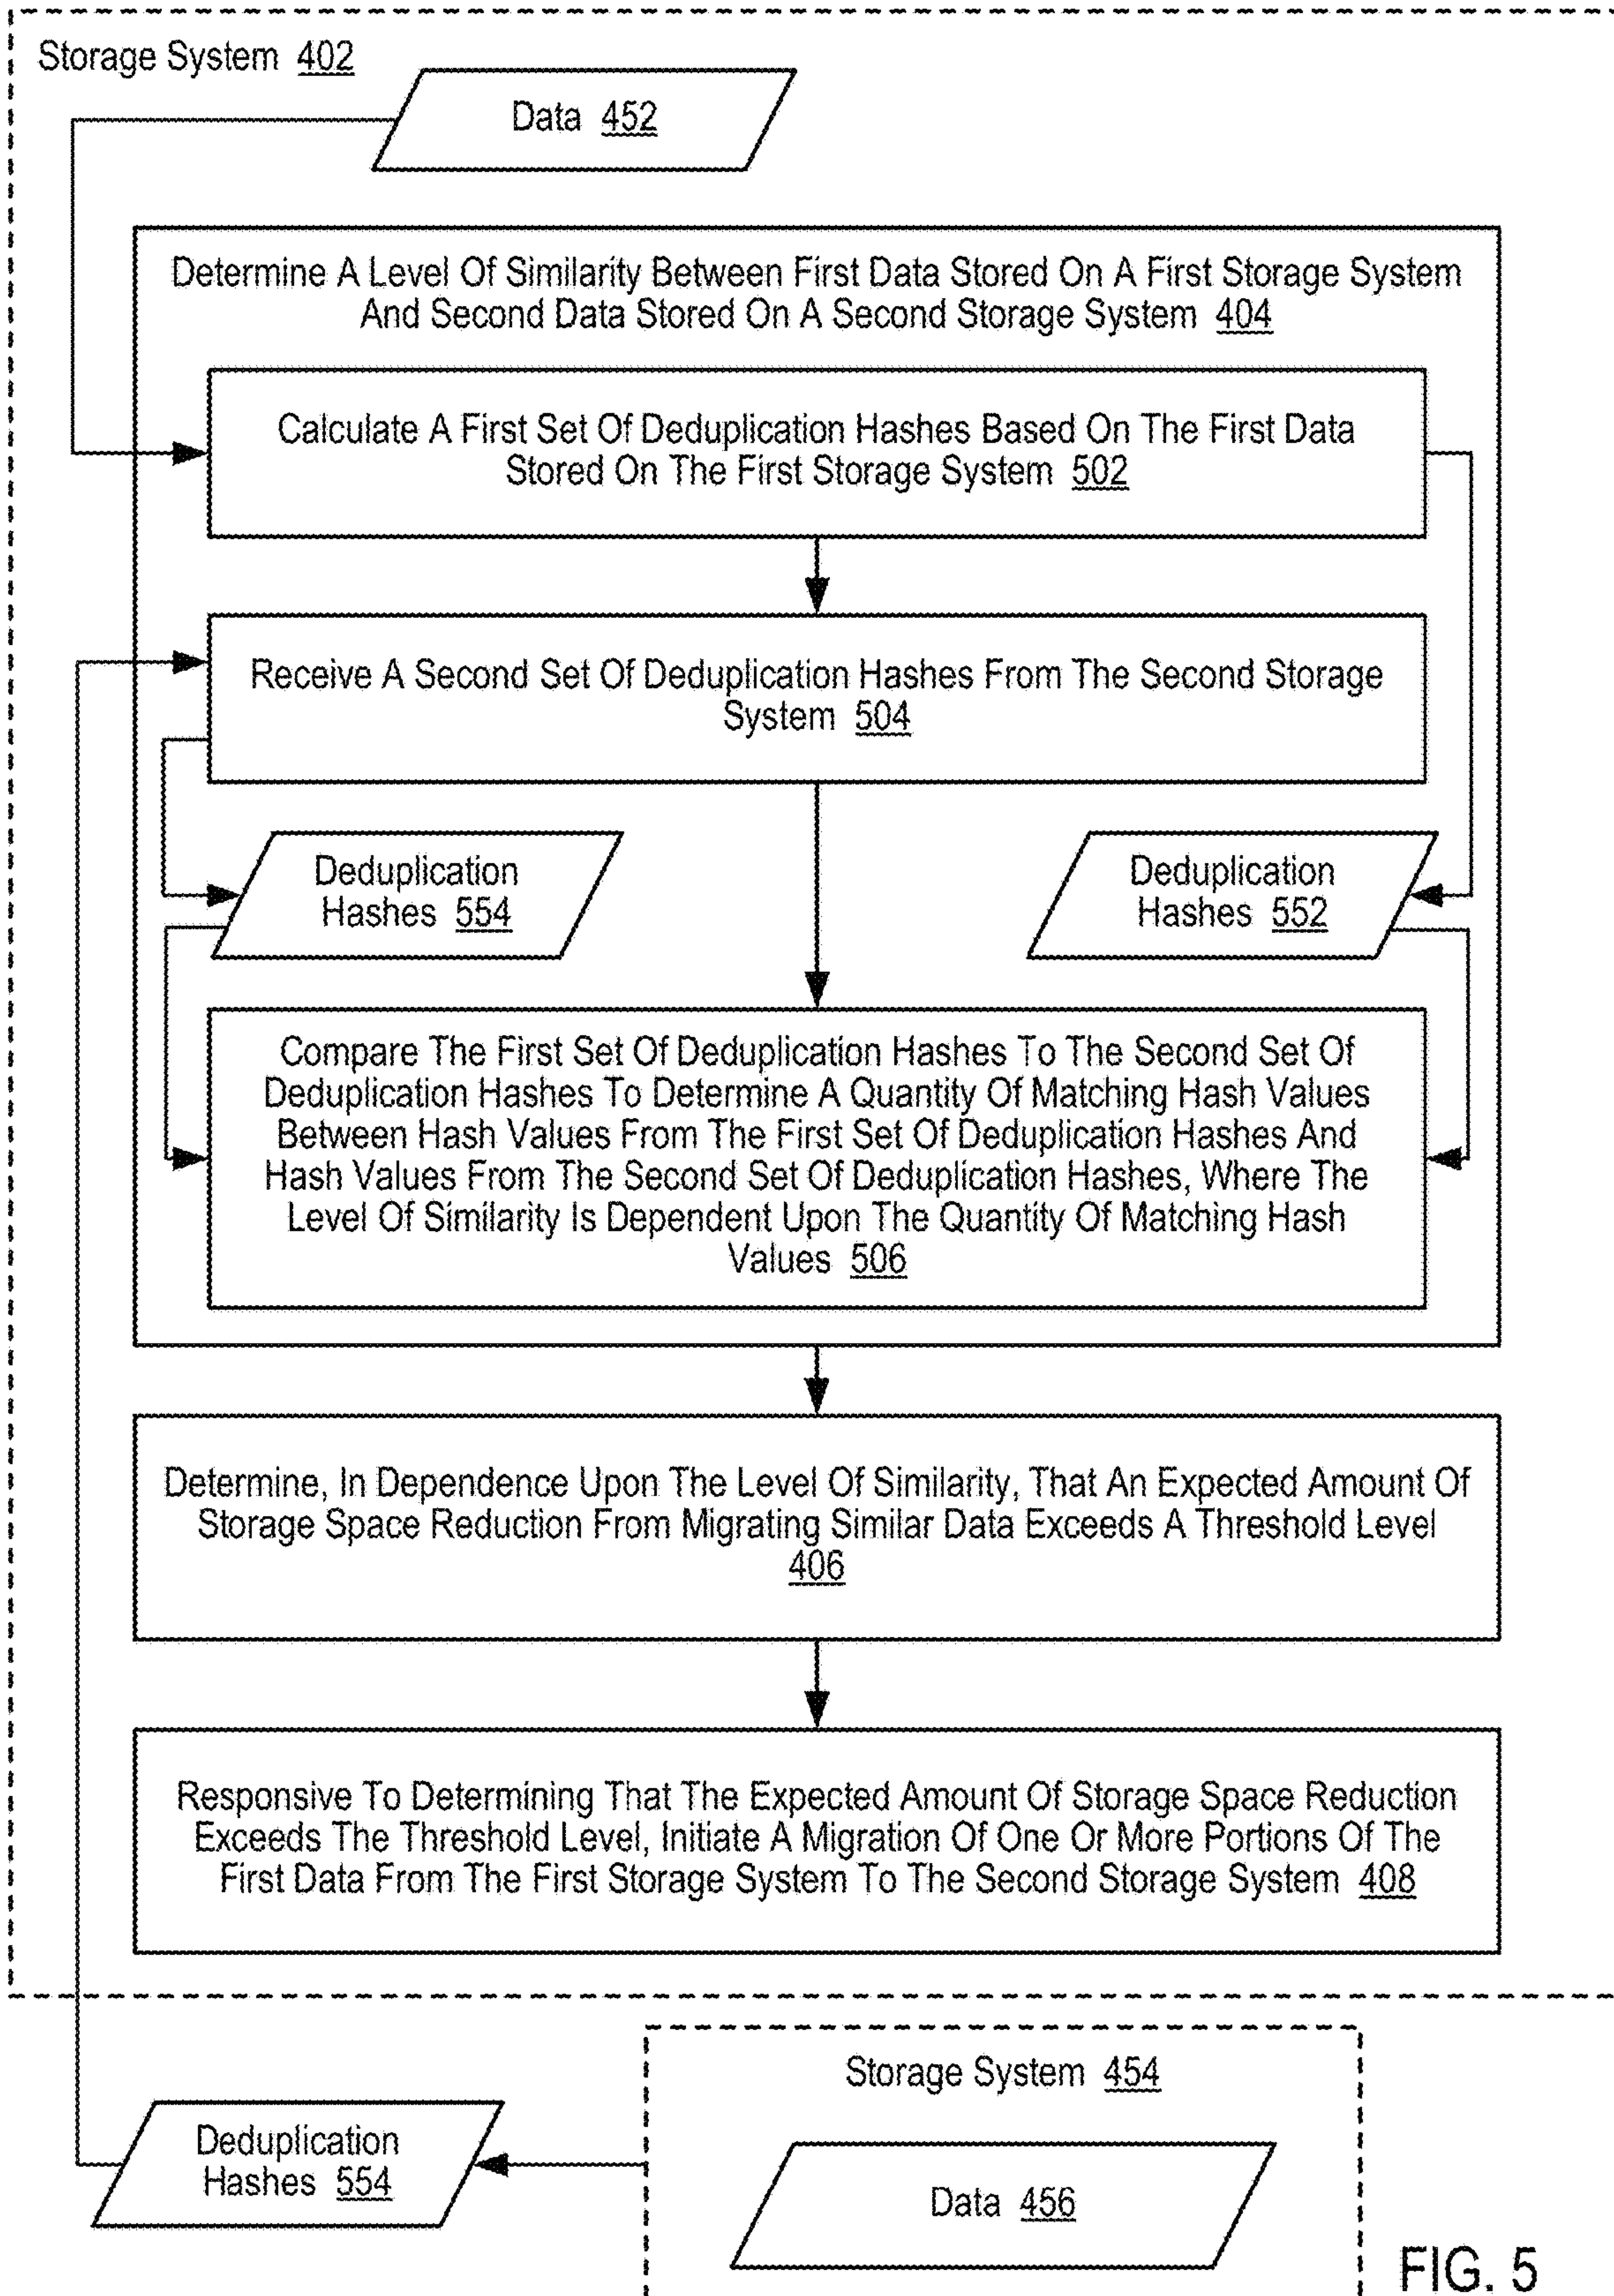 Storage System 402
Data 452
Determine A Level Of Similarity Between First Data Stored On A First Storage System
And Second Data Stored On A Second Storage System 404
Calculate A First Set Of Deduplication Hashes Based On The First Data
Stored On The First Storage System 502
Receive A Second Set Of Deduplication Hashes From The Second Storage
System 504
Deduplication
Hashes 554
Deduplication
Hashes 552
Compare The First Set Of Deduplication Hashes To The Second Set Of
Deduplication Hashes To Determine A Quantity Of Matching Hash Values
Between Hash Values From The First Set Of Deduplication Hashes And
Hash Values From The Second Set Of Deduplication Hashes, Where The
Level Of Similarity Is Dependent Upon The Quantity Of Matching Hash
Values 506
Determine, In Dependence Upon The Level Of Similarity, That An Expected Amount Of
Storage Space Reduction From Migrating Similar Data Exceeds A Threshold Level
406
Responsive To Determining That The Expected Amount Of Storage Space Reduction
Exceeds The Threshold Level, Initiate A Migration Of One Or More Portions Of The
First Data From The First Storage System To The Second Storage System 408
Storage System 454
Deduplication
Hashes 554
Data 456
FIG. 5